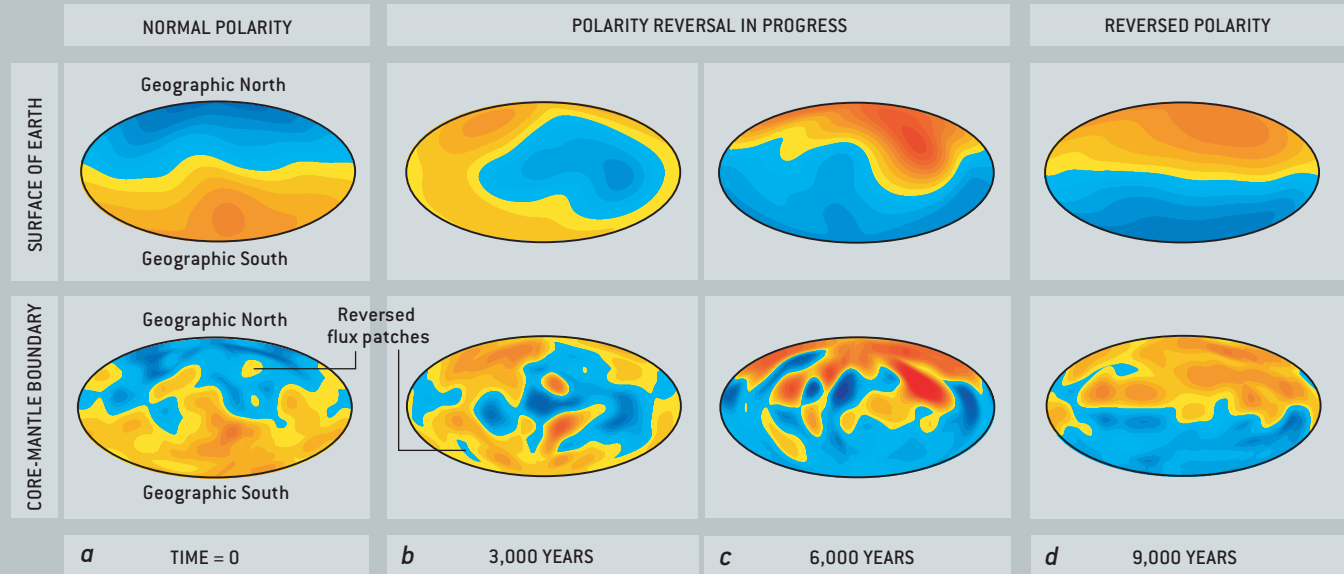 NORMAL POLARITY
POLARITY REVERSAL IN PROGRESS
REVERSED POLARITY
SURFACE OF EARTH
Geographic North
Geographic South
CORE-MANTLE BOUNDARY
Geographic North
Reversed
flux patches
Geographic South
a TIME = 0
b 3,000 YEARS
c 6,000 YEARS
d 9,000 YEARS